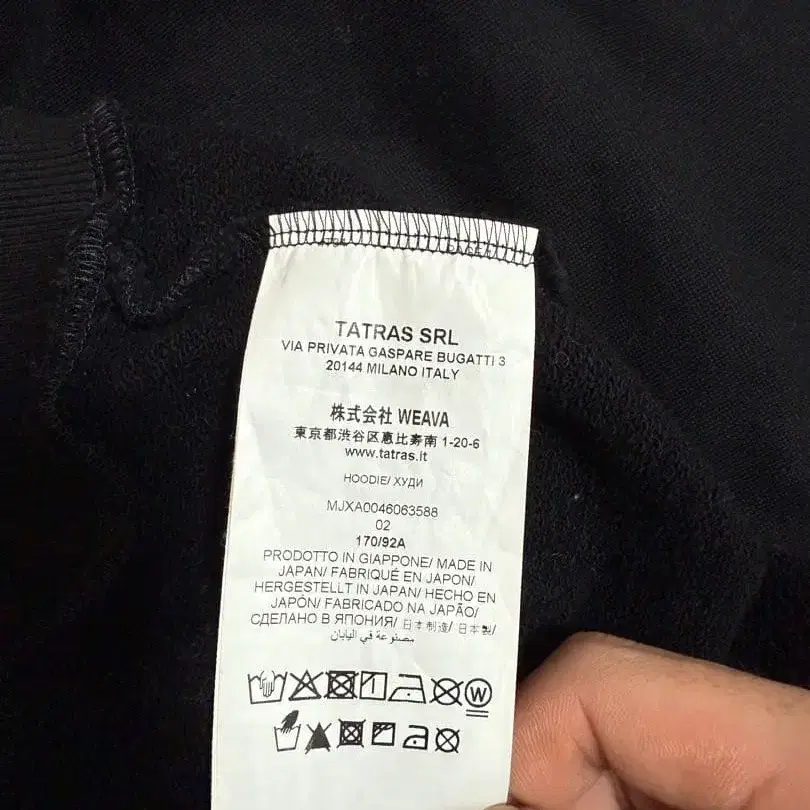 TATRAS SRL
VIA PRIVATA GASPARE BUGATTI 3
20144 MILANO ITALY
株式会社 WEAVA
東京都渋谷区恵比寿南 1-20-6
www.tatras.it
HOODIE/ ХУДИ
MJXA0046063588
02
170/92A
PRODOTTO IN GIAPPONE/ MADE IN
JAPAN/ FABRIQUÉ EN JAPON/
HERGESTELLT IN JAPAN/ HECHO EN
JAPÓN/ FABRICADO NA JAPÃO/
СДЕЛАНО В ЯПОНИЯ/ 日本制造/ 日本製/
مصنوعة في اليابان
W